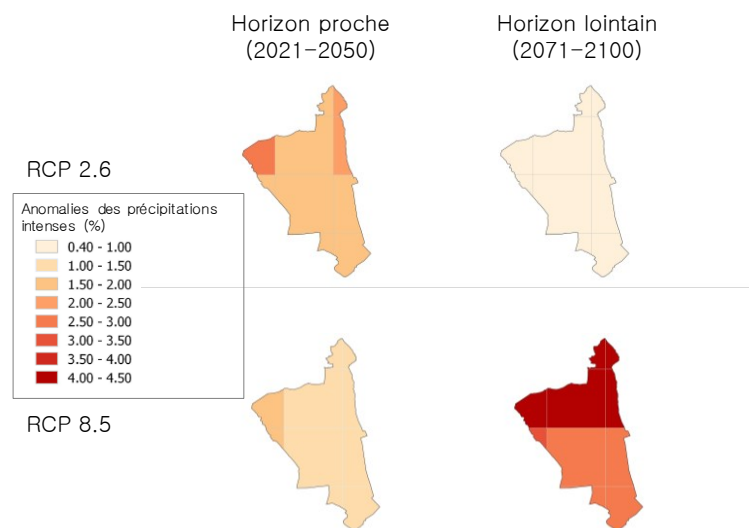 Horizon proche
(2021-2050)
Horizon lointain
(2071-2100)
RCP 2.6
Anomalies des précipitations
intenses (%)
0.40 - 1.00
1.00 - 1.50
1.50 - 2.00
2.00 - 2.50
2.50 - 3.00
3.00 - 3.50
3.50 - 4.00
4.00 - 4.50
RCP 8.5